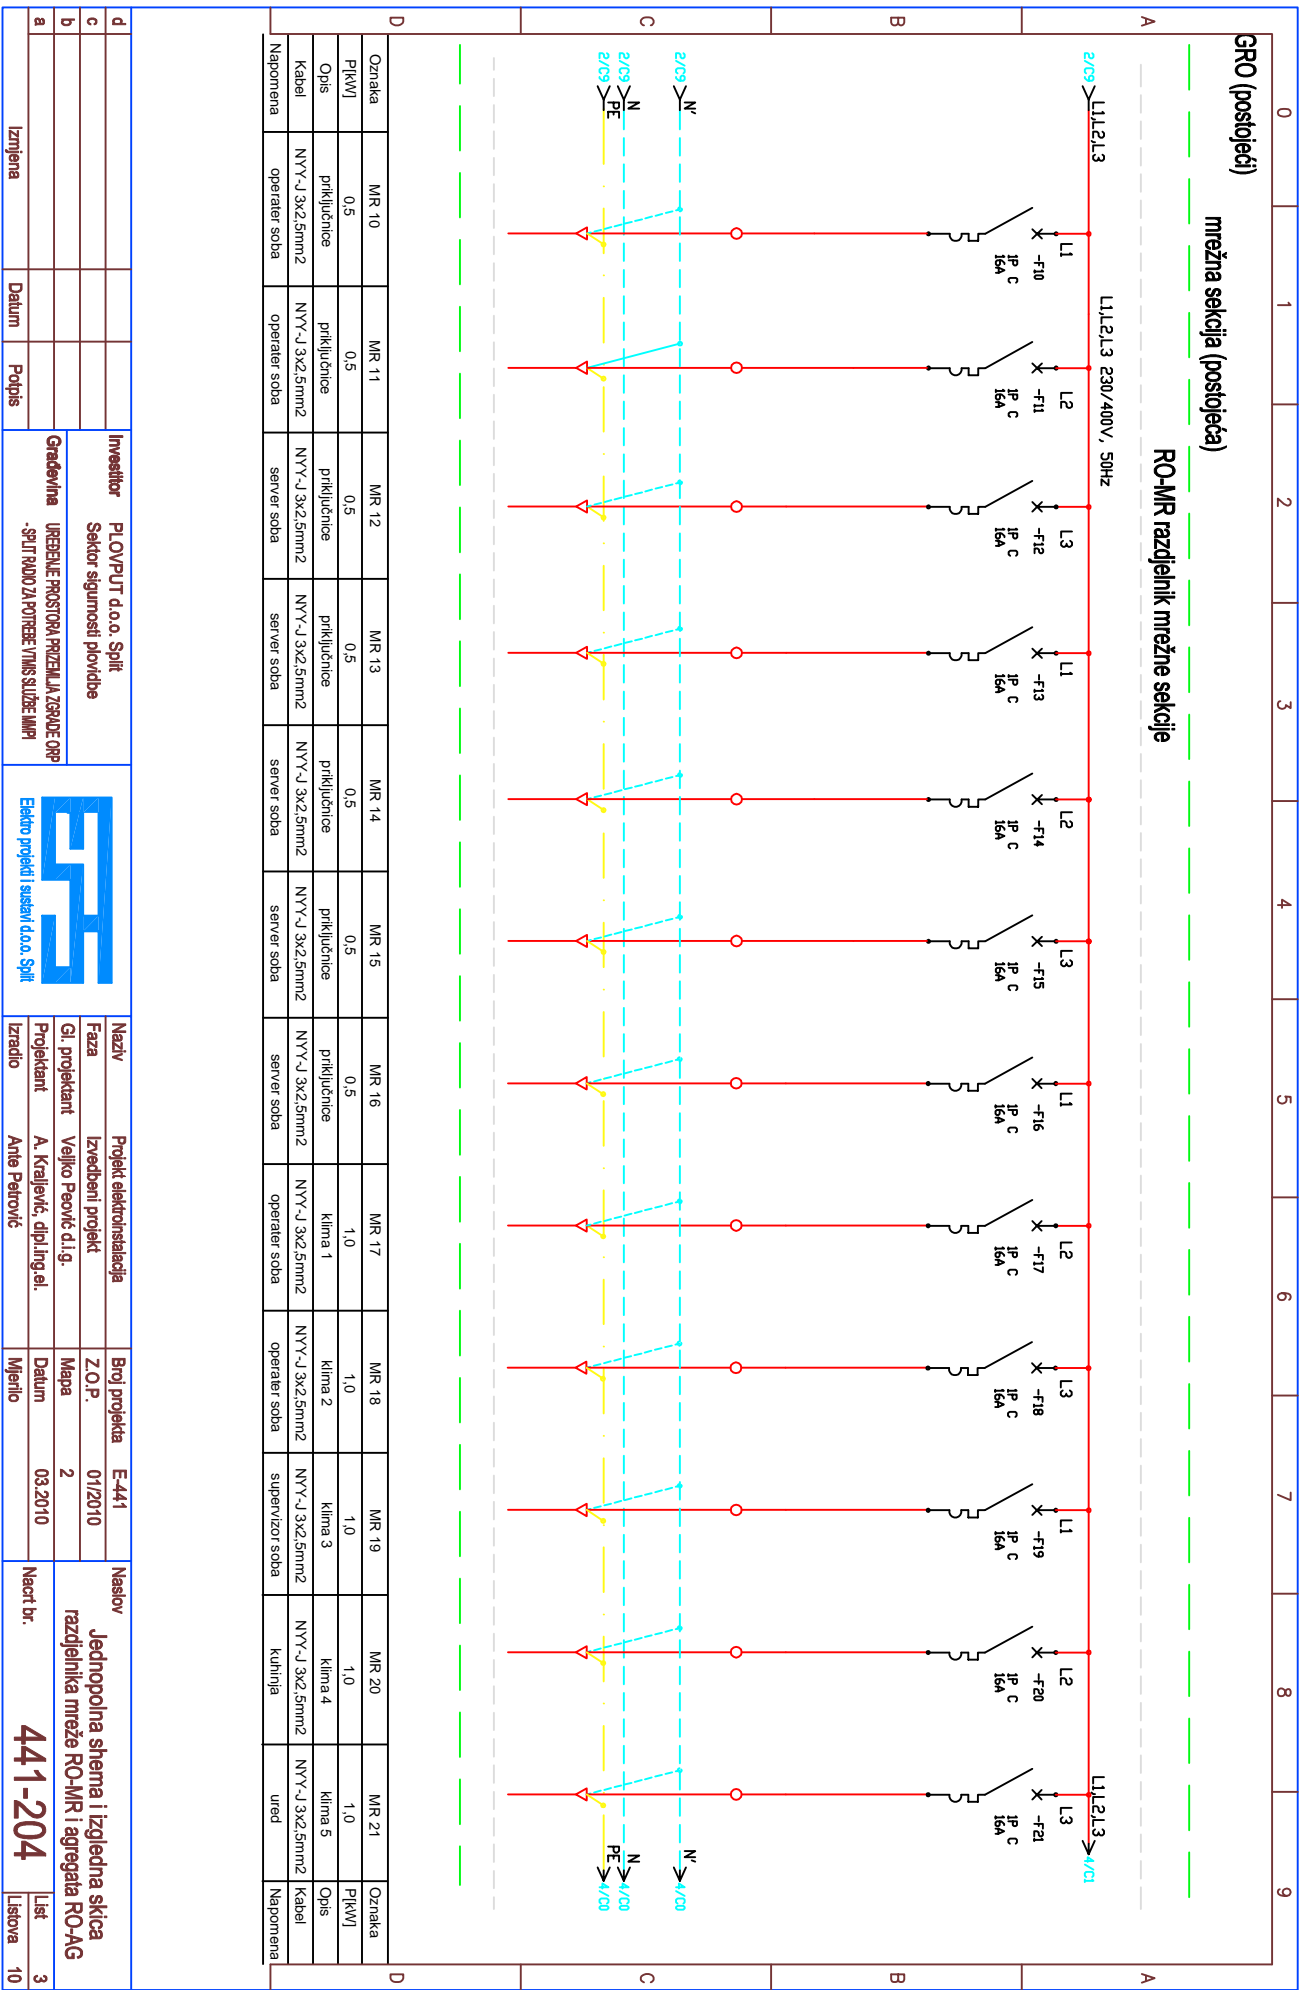 0 1 2 3 4 5 6 7 8 9
A A
B B
C C
D D
GRO (postojeći)
mrežna sekcija (postojeća)
RO-MR razdjelnik mrežne sekcije
L1,L2,L3
2/C9
L1,L2,L3 230/400V, 50Hz
L1,L2,L3
4/C1
L1 L2 L3 L1 L2 L3 L1 L2 L3 L1 L2 L3
-F10 -F11 -F12 -F13 -F14 -F15 -F16 -F17 -F18 -F19 -F20 -F21
1P C 1P C 1P C 1P C 1P C 1P C 1P C 1P C 1P C 1P C 1P C 1P C
16A 16A 16A 16A 16A 16A 16A 16A 16A 16A 16A 16A
2/C9 N' N' 4/C0
2/C9 N N 4/C0
2/C9 PE PE 4/C0
Oznaka MR 10 MR 11 MR 12 MR 13 MR 14 MR 15 MR 16 MR 17 MR 18 MR 19 MR 20 MR 21 Oznaka
P[kW] 0,5 0,5 0,5 0,5 0,5 0,5 0,5 1,0 1,0 1,0 1,0 1,0 P[kW]
Opis priključnice priključnice priključnice priključnice priključnice priključnice priključnice klima 1 klima 2 klima 3 klima 4 klima 5 Opis
Kabel NYY-J 3x2,5mm2 NYY-J 3x2,5mm2 NYY-J 3x2,5mm2 NYY-J 3x2,5mm2 NYY-J 3x2,5mm2 NYY-J 3x2,5mm2 NYY-J 3x2,5mm2 NYY-J 3x2,5mm2 NYY-J 3x2,5mm2 NYY-J 3x2,5mm2 NYY-J 3x2,5mm2 NYY-J 3x2,5mm2 Kabel
Napomena operater soba operater soba server soba server soba server soba server soba server soba operater soba operater soba supervizor soba kuhinja ured Napomena
d
c
b
a
Izmjena Datum Potpis
Investitor PLOVPUT d.o.o. Split
Sektor sigurnosti plovidbe
Građevina UREĐENJE PROSTORA PRIZEMLJA ZGRADE ORP
-SPLIT RADIO ZA POTREBE VTMIS SLUŽBE MMPI
Elektro projekti i sustavi d.o.o. Split
Naziv Projekt elektroinstalacija
Faza Izvedbeni projekt
Gl. projektant Veljko Peović d.i.g.
Projektant A. Kraljević, dipl.ing.el.
Izradio Ante Petrović
Broj projekta E-441
Z.O.P. 01/2010
Mapa 2
Datum 03.2010
Mjerilo
Naslov
Jednopolna shema i izgledna skica
razdjelnika mreže RO-MR i agregata RO-AG
Nacrt br. 441-204
List 3
Listova 10